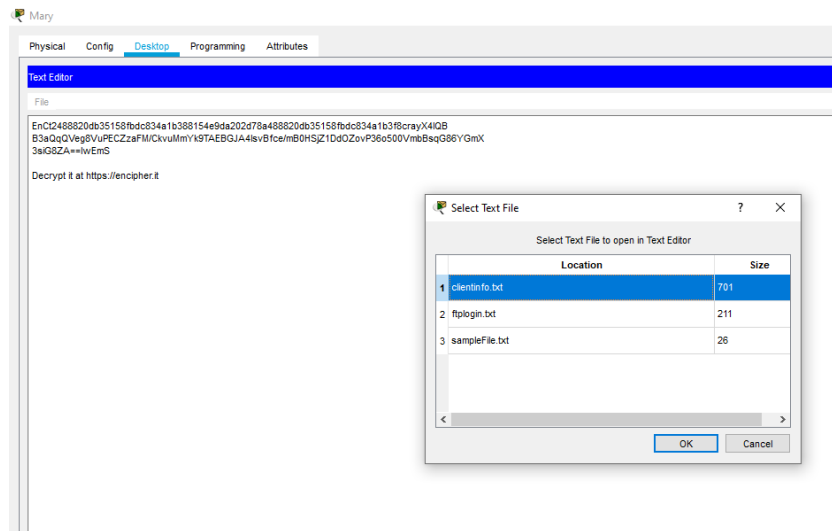 Mary
Physical Config Desktop Programming Attributes
Text Editor
File
EnCt2488820db35158fbdc834a1b388154e9da202d78a488820db35158fbdc834a1b3f8crayX4IQB
B3aQqQVeg8VuPECZzaFM/CkvuMmYk9TAEBGJA4IsvBfce/mB0HSjZ1DdOZovP36o500VmbBsqG86YGmX
3siG8ZA==IwEmS
Decrypt it at https://encipher.it
Select Text File ? ×
Select Text File to open in Text Editor
Location Size
1 clientinfo.txt 701
2 ftplogin.txt 211
3 sampleFile.txt 26
OK Cancel